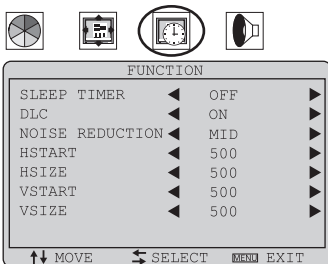 FUNCTION
SLEEP TIMER ◀ OFF ▶
DLC ◀ ON ▶
NOISE REDUCTION ◀ MID ▶
HSTART ◀ 500 ▶
HSIZE ◀ 500 ▶
VSTART ◀ 500 ▶
VSIZE ◀ 500 ▶
MOVE SELECT MENU EXIT